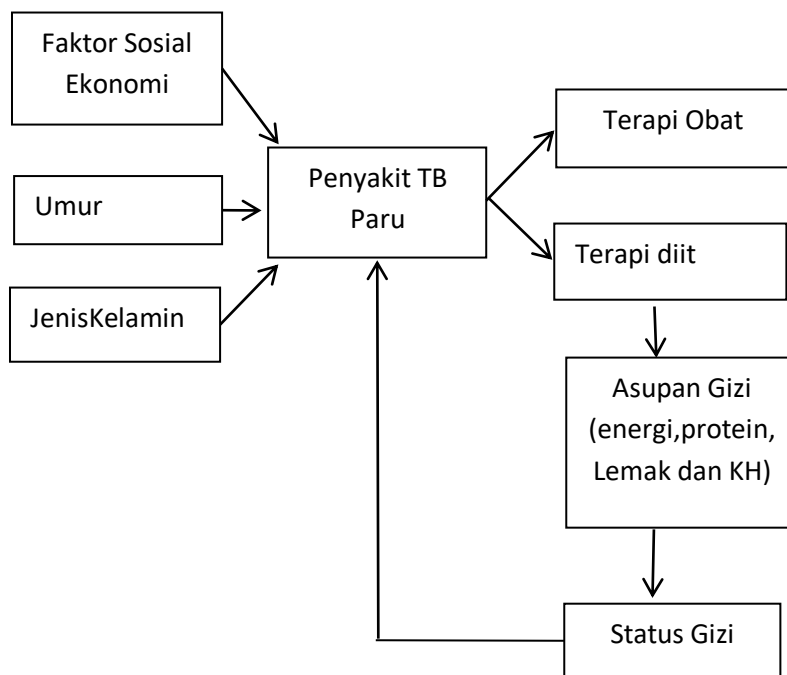 Faktor Sosial
Ekonomi
Umur
JenisKelamin
Penyakit TB
Paru
Terapi Obat
Terapi diit
Asupan Gizi
(energi,protein,
Lemak dan KH)
Status Gizi